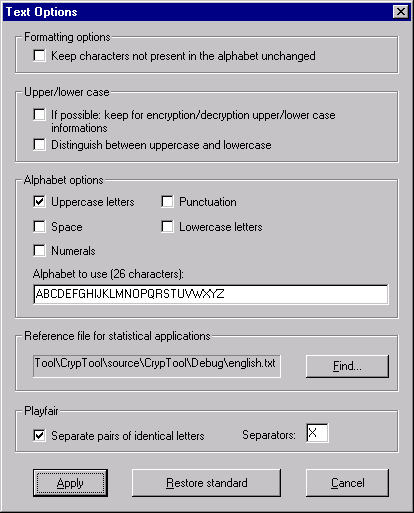 Text Options
Formatting options
Keep characters not present in the alphabet unchanged
Upper/lower case
If possible: keep for encryption/decryption upper/lower case
informations
Distinguish between uppercase and lowercase
Alphabet options
Uppercase letters
Punctuation
Space
Lowercase letters
Numerals
Alphabet to use (26 characters):
ABCDEFGHIJKLMNOPQRSTUVWXYZ
Reference file for statistical applications
Tool\CrypTool\source\CrypTool\Debug\english.txt
Find...
Playfair
Separate pairs of identical letters
Separators: X
Apply
Restore standard
Cancel